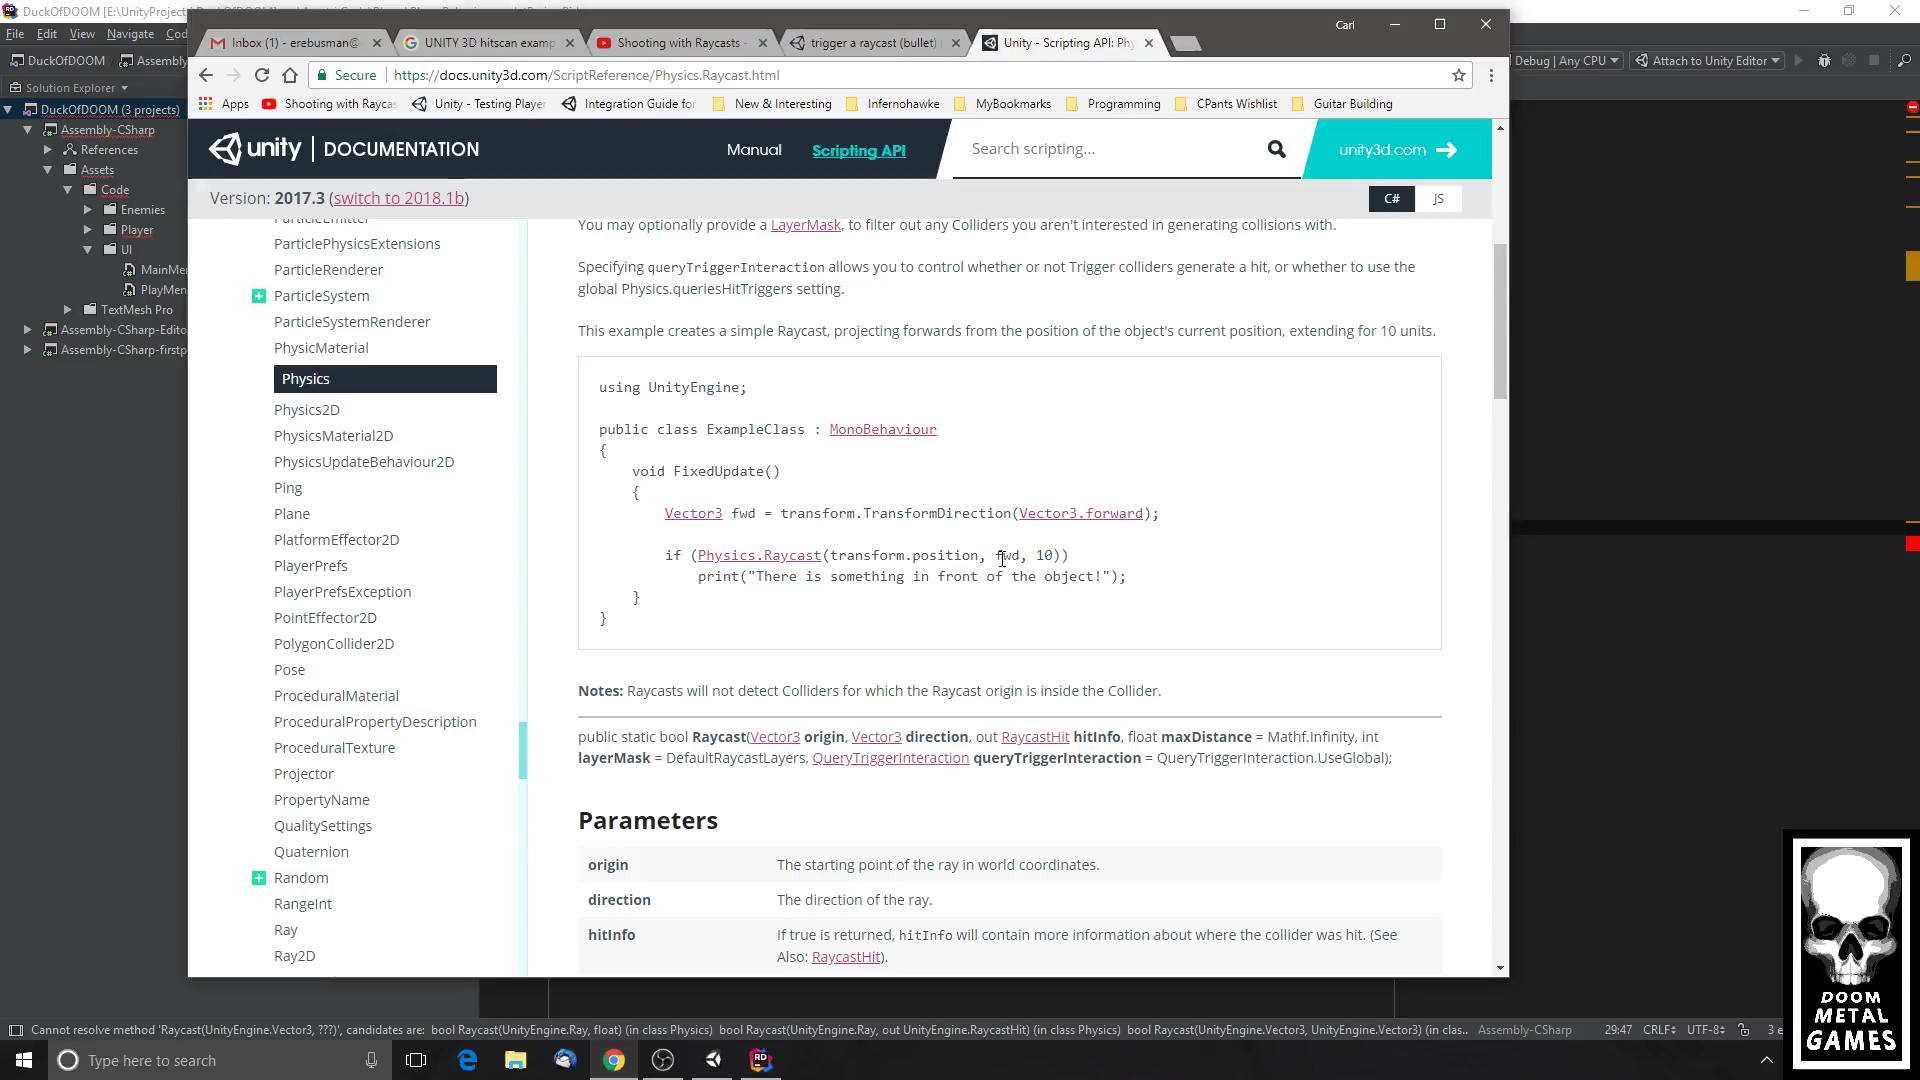 DuckOfDOOM [E:\UnityProject
Carl
File Edit View Navigate Cod
Inbox (1) - erebusman@
UNITY 3D hitscan examp
Shooting with Raycasts -
trigger a raycast (bullet)
Unity - Scripting API: Phy
DuckOfDOOM Assembly
Debug | Any CPU Attach to Unity Editor
Secure https://docs.unity3d.com/ScriptReference/Physics.Raycast.html
Solution Explorer
Apps Shooting with Rayca Unity - Testing Player Integration Guide for New & Interesting Infernohawke MyBookmarks Programming CPants Wishlist Guitar Building
DuckOfDOOM (3 projects)
Assembly-CSharp
References
Assets
Code
Enemies
Player
UI
MainMe
PlayMen
TextMesh Pro
Assembly-CSharp-Edito
Assembly-CSharp-firstp
unity | DOCUMENTATION
Manual Scripting API
Search scripting...
unity3d.com
Version: 2017.3 (switch to 2018.1b)
C# JS
ParticleEmitter
ParticlePhysicsExtensions
ParticleRenderer
ParticleSystem
ParticleSystemRenderer
PhysicMaterial
Physics
Physics2D
PhysicsMaterial2D
PhysicsUpdateBehaviour2D
Ping
Plane
PlatformEffector2D
PlayerPrefs
PlayerPrefsException
PointEffector2D
PolygonCollider2D
Pose
ProceduralMaterial
ProceduralPropertyDescription
ProceduralTexture
Projector
PropertyName
QualitySettings
Quaternion
Random
RangeInt
Ray
Ray2D
You may optionally provide a LayerMask, to filter out any Colliders you aren't interested in generating collisions with.
Specifying queryTriggerInteraction allows you to control whether or not Trigger colliders generate a hit, or whether to use the
global Physics.queriesHitTriggers setting.
This example creates a simple Raycast, projecting forwards from the position of the object's current position, extending for 10 units.
using UnityEngine;
public class ExampleClass : MonoBehaviour
{
void FixedUpdate()
{
Vector3 fwd = transform.TransformDirection(Vector3.forward);
if (Physics.Raycast(transform.position, fwd, 10))
print("There is something in front of the object!");
}
}
Notes: Raycasts will not detect Colliders for which the Raycast origin is inside the Collider.
public static bool Raycast(Vector3 origin, Vector3 direction, out RaycastHit hitInfo, float maxDistance = Mathf.Infinity, int
layerMask = DefaultRaycastLayers, QueryTriggerInteraction queryTriggerInteraction = QueryTriggerInteraction.UseGlobal);
Parameters
origin The starting point of the ray in world coordinates.
direction The direction of the ray.
hitInfo If true is returned, hitInfo will contain more information about where the collider was hit. (See
Also: RaycastHit).
DOOM
METAL
GAMES
Cannot resolve method 'Raycast(UnityEngine.Vector3, ???)', candidates are: bool Raycast(UnityEngine.Ray, float) (in class Physics) bool Raycast(UnityEngine.Ray, out UnityEngine.RaycastHit) (in class Physics) bool Raycast(UnityEngine.Vector3, UnityEngine.Vector3) (in clas.. Assembly-CSharp 29:47 CRLF UTF-8 3 e
Type here to search
RD